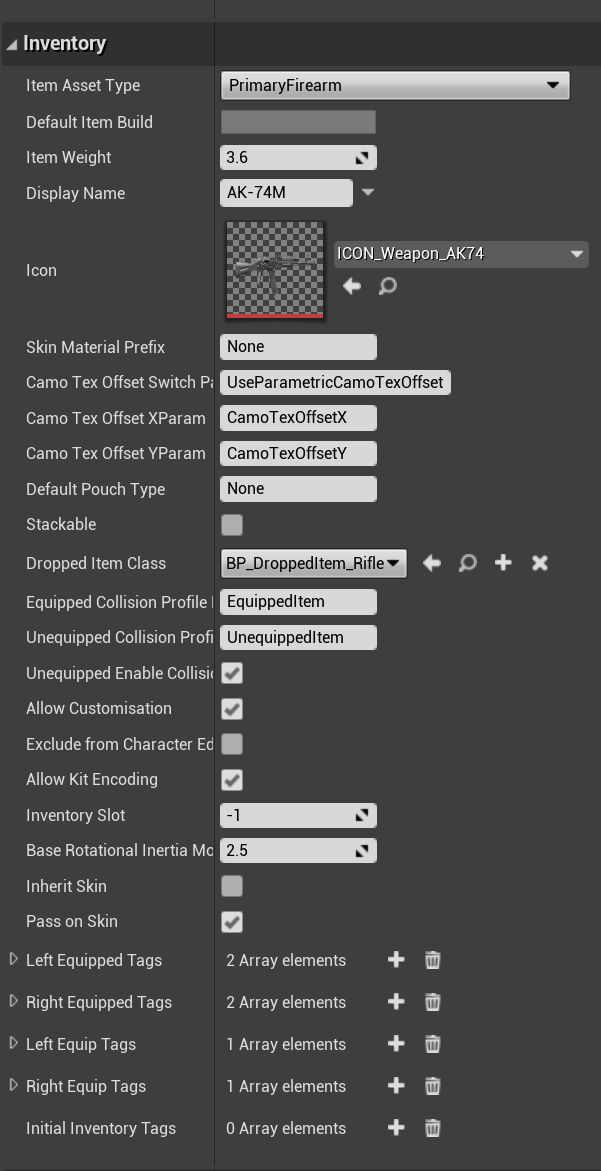 Inventory
Item Asset Type PrimaryFirearm
Default Item Build
Item Weight 3.6
Display Name AK-74M
Icon ICON_Weapon_AK74
Skin Material Prefix None
Camo Tex Offset Switch Pa UseParametricCamoTexOffset
Camo Tex Offset XParam CamoTexOffsetX
Camo Tex Offset YParam CamoTexOffsetY
Default Pouch Type None
Stackable
Dropped Item Class BP_DroppedItem_Rifle
Equipped Collision Profile EquippedItem
Unequipped Collision Profi UnequippedItem
Unequipped Enable Collisio
Allow Customisation
Exclude from Character Ed
Allow Kit Encoding
Inventory Slot -1
Base Rotational Inertia Mo 2.5
Inherit Skin
Pass on Skin
Left Equipped Tags 2 Array elements
Right Equipped Tags 2 Array elements
Left Equip Tags 1 Array elements
Right Equip Tags 1 Array elements
Initial Inventory Tags 0 Array elements